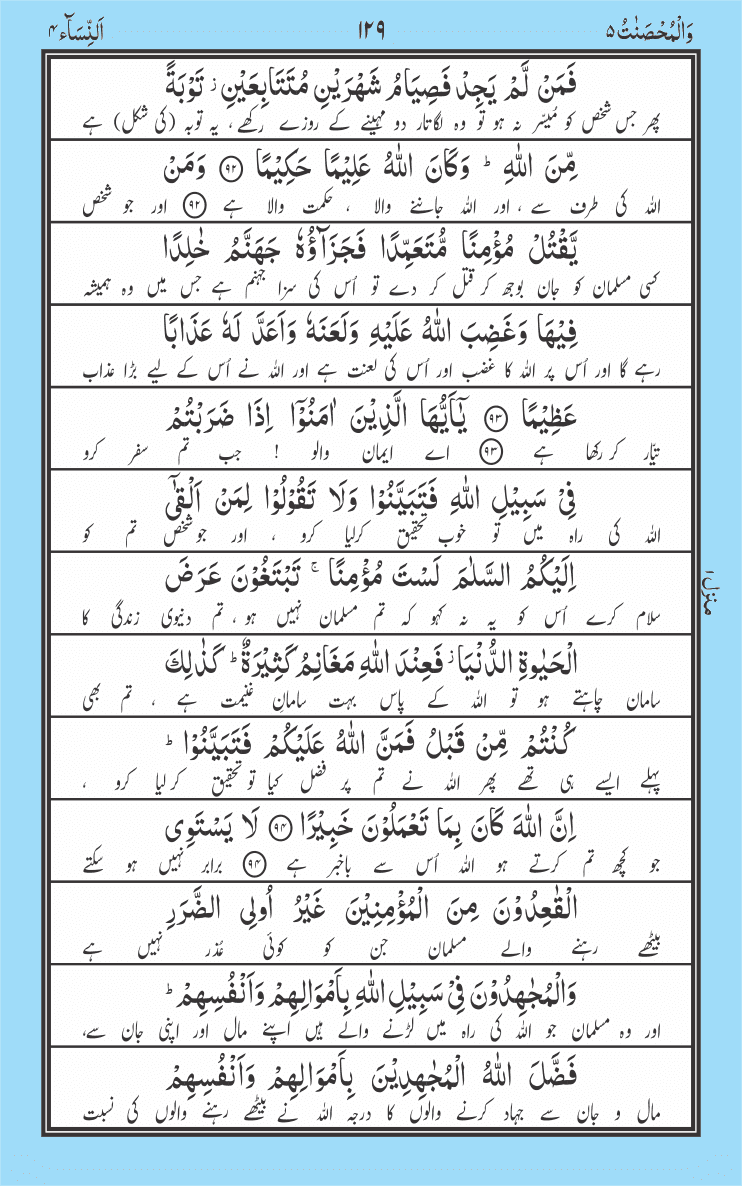 وَالْمُحْصَنٰتُ ۵ ۱۲۹ اَلنِّسَآء ۴
فَمَنْ لَّمْ يَجِدْ فَصِيَامُ شَهْرَيْنِ مُتَتَابِعَيْنِ ز تَوْبَةً
پھر جس شخص کو مُیسّر نہ ہو تو وہ لگاتار دو مہینے کے روزے رکھے، یہ توبہ (کی شکل) ہے
مِّنَ اللّٰهِ ؕ وَكَانَ اللّٰهُ عَلِيْمًا حَكِيْمًا ۹۲ وَمَنْ
اللہ کی طرف سے ، اور اللہ جاننے والا ، حکمت والا ہے ۹۲ اور جو شخص
يَّقْتُلْ مُؤْمِنًا مُّتَعَمِّدًا فَجَزَآؤُهٗ جَهَنَّمُ خٰلِدًا
کسی مسلمان کو جان بوجھ کر قتل کر دے تو اُس کی سزا جہنم ہے جس میں وہ ہمیشہ
فِيْهَا وَغَضِبَ اللّٰهُ عَلَيْهِ وَلَعَنَهٗ وَاَعَدَّ لَهٗ عَذَابًا
رہے گا اور اُس پر اللہ کا غضب اور اُس کی لعنت ہے اور اللہ نے اُس کے لیے بڑا عذاب
عَظِيْمًا ۹۳ يٰۤاَيُّهَا الَّذِيْنَ اٰمَنُوْۤا اِذَا ضَرَبْتُمْ
تیّار کر رکھا ہے ۹۳ اے ایمان والو ! جب تم سفر کرو
فِيْ سَبِيْلِ اللّٰهِ فَتَبَيَّنُوْا وَلَا تَقُوْلُوْا لِمَنْ اَلْقٰٓى
اللہ کی راہ میں تو خوب تحقیق کرلیا کرو ، اور جو شخص تم کو
اِلَيْكُمُ السَّلٰمَ لَسْتَ مُؤْمِنًا ۚ تَبْتَغُوْنَ عَرَضَ
سلام کرے اُس کو یہ نہ کہو کہ تم مسلمان نہیں ہو ، تم دنیوی زندگی کا
الْحَيٰوةِ الدُّنْيَا ز فَعِنْدَ اللّٰهِ مَغَانِمُ كَثِيْرَةٌ ؕ كَذٰلِكَ
سامان چاہتے ہو تو اللہ کے پاس بہت سامانِ غنیمت ہے ، تم بھی
كُنْتُمْ مِّنْ قَبْلُ فَمَنَّ اللّٰهُ عَلَيْكُمْ فَتَبَيَّنُوْا ؕ
پہلے ایسے ہی تھے پھر اللہ نے تم پر فضل کیا تو تحقیق کر لیا کرو ،
اِنَّ اللّٰهَ كَانَ بِمَا تَعْمَلُوْنَ خَبِيْرًا ۹۴ لَا يَسْتَوِى
جو کچھ تم کرتے ہو اللہ اُس سے باخبر ہے ۹۴ برابر نہیں ہو سکتے
الْقٰعِدُوْنَ مِنَ الْمُؤْمِنِيْنَ غَيْرُ اُولِى الضَّرَرِ
بیٹھے رہنے والے مسلمان جن کو کوئی عُذر نہیں ہے
وَالْمُجٰهِدُوْنَ فِيْ سَبِيْلِ اللّٰهِ بِاَمْوَالِهِمْ وَاَنْفُسِهِمْ ؕ
اور وہ مسلمان جو اللہ کی راہ میں لڑنے والے ہیں اپنے مال اور اپنی جان سے،
فَضَّلَ اللّٰهُ الْمُجٰهِدِيْنَ بِاَمْوَالِهِمْ وَاَنْفُسِهِمْ
مال و جان سے جہاد کرنے والوں کا درجہ اللہ نے بیٹھے رہنے والوں کی نسبت
منزل ۱